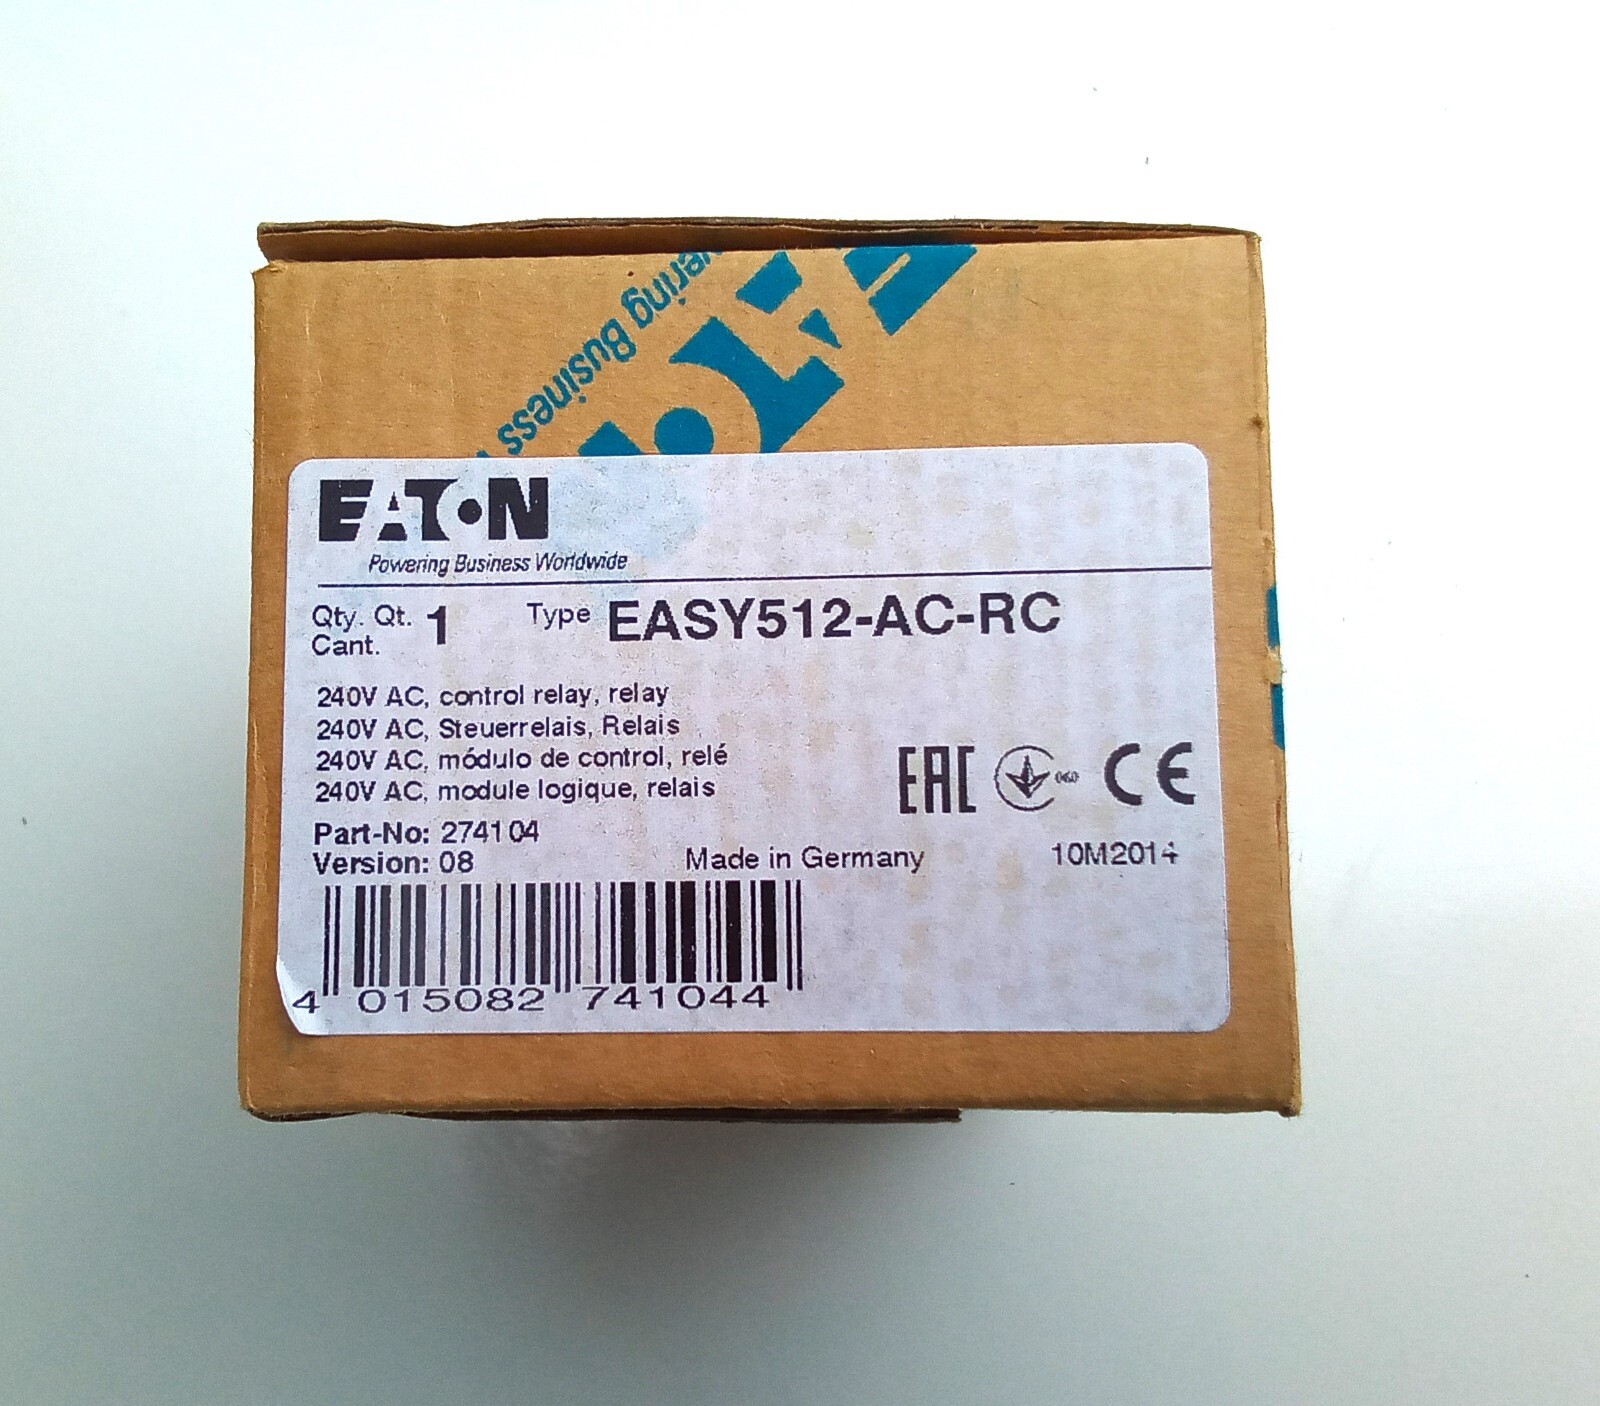 ering Business
EATON
Powering Business Worldwide
Qty. Qt. 1 Type EASY512-AC-RC
Cant.
240V AC, control relay, relay
240V AC, Steuerrelais, Relais
240V AC, módulo de control, relé
240V AC, module logique, relais
Part-No: 274104
Version: 08 Made in Germany 10M2014
EAC 060 CE
4 015082 741044